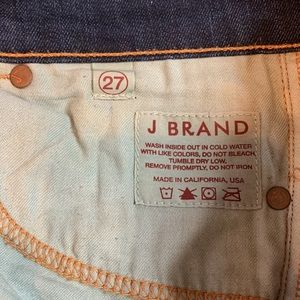 27
J BRAND
WASH INSIDE OUT IN COLD WATER
WITH LIKE COLORS, DO NOT BLEACH,
TUMBLE DRY LOW.
REMOVE PROMPTLY, DO NOT IRON
MADE IN CALIFORNIA, USA